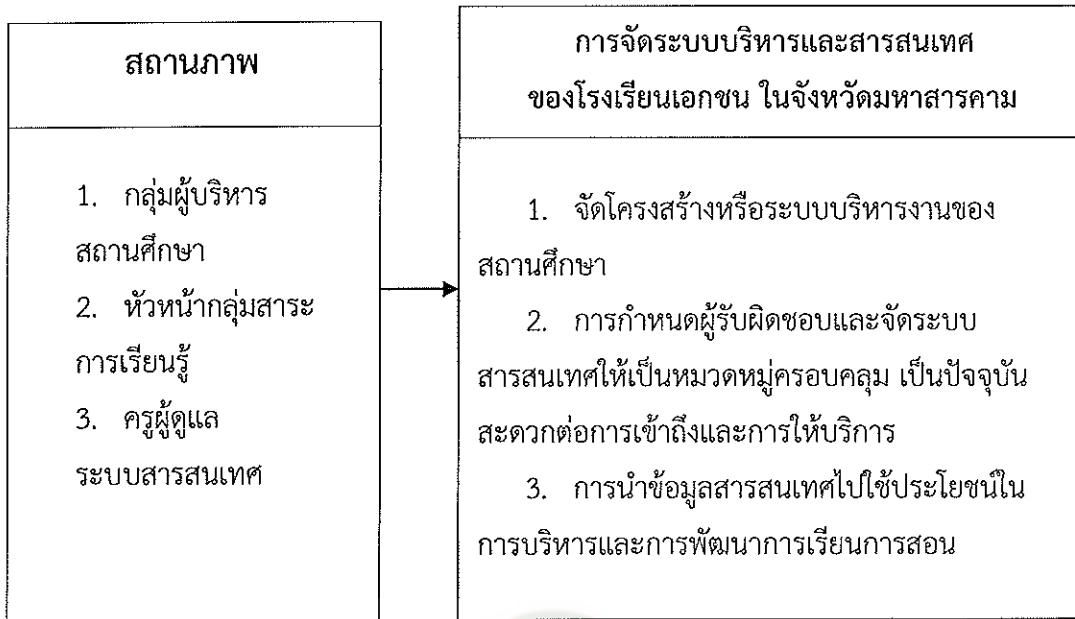 สถานภาพ
1. กลุ่มผู้บริหาร
สถานศึกษา
2. หัวหน้ากลุ่มสาระ
การเรียนรู้
3. ครูผู้ดูแล
ระบบสารสนเทศ
การจัดระบบบริหารและสารสนเทศ
ของโรงเรียนเอกชน ในจังหวัดมหาสารคาม
1. จัดโครงสร้างหรือระบบบริหารงานของ
สถานศึกษา
2. การกำหนดผู้รับผิดชอบและจัดระบบ
สารสนเทศให้เป็นหมวดหมู่ครอบคลุม เป็นปัจจุบัน
สะดวกต่อการเข้าถึงและการให้บริการ
3. การนำข้อมูลสารสนเทศไปใช้ประโยชน์ใน
การบริหารและการพัฒนาการเรียนการสอน